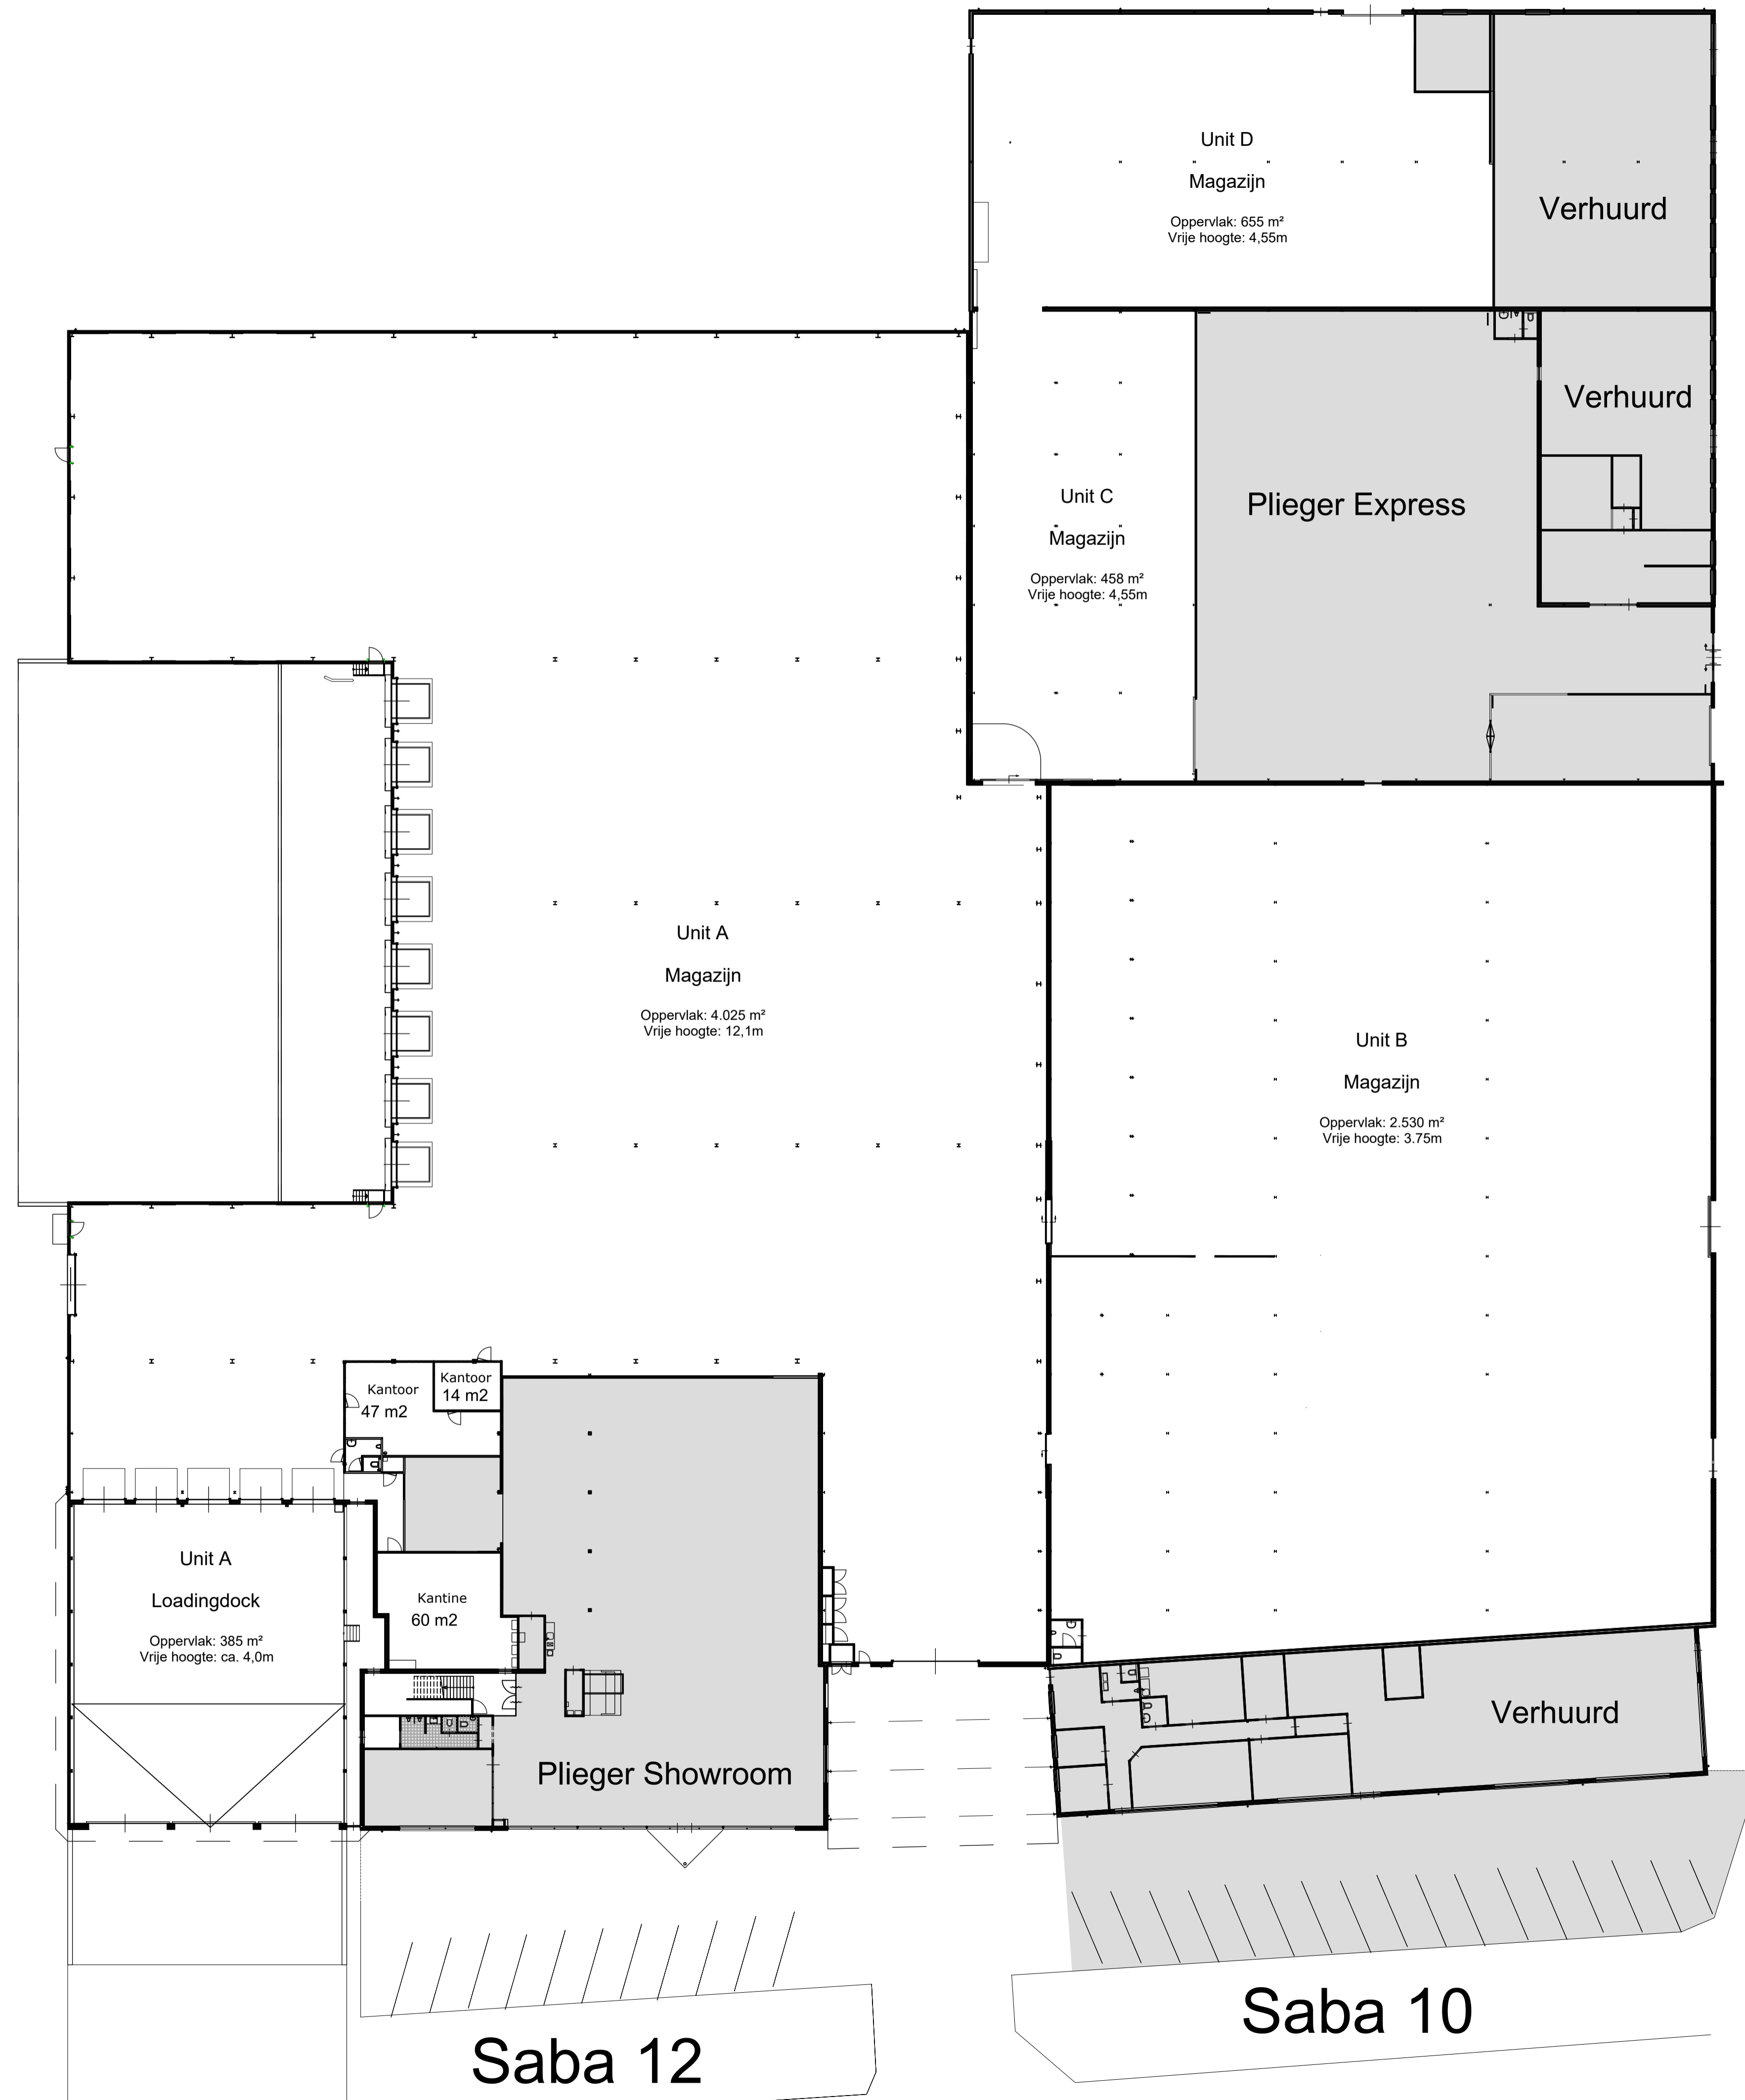 Unit D
Magazijn
Oppervlak: 655 m²
Vrije hoogte: 4,55m
Verhuurd
Verhuurd
Unit C
Magazijn
Oppervlak: 458 m²
Vrije hoogte: 4,55m
Plieger Express
Unit A
Magazijn
Oppervlak: 4.025 m²
Vrije hoogte: 12,1m
Unit B
Magazijn
Oppervlak: 2.530 m²
Vrije hoogte: 3.75m
Kantoor
47 m2
Kantoor
14 m2
Unit A
Loadingdock
Oppervlak: 385 m²
Vrije hoogte: ca. 4,0m
Kantine
60 m2
Plieger Showroom
Verhuurd
Saba 12
Saba 10